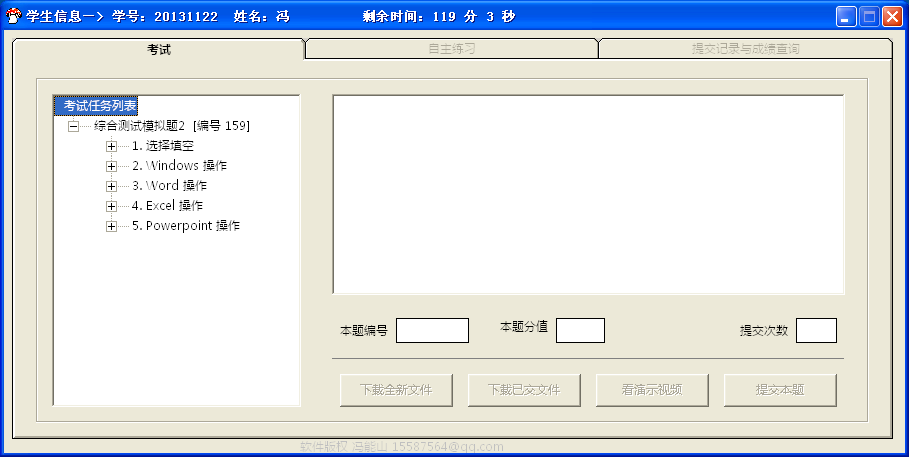 学生信息—> 学号：20131122 姓名：冯 剩余时间：119 分 3 秒
考试 自主练习 提交记录与成绩查询
考试任务列表
综合测试模拟题2 [编号 159]
1. 选择填空
2. Windows 操作
3. Word 操作
4. Excel 操作
5. Powerpoint 操作
本题编号 本题分值 提交次数
下载全新文件 下载已交文件 看演示视频 提交本题
软件版权 冯能山 15587564@qq.com